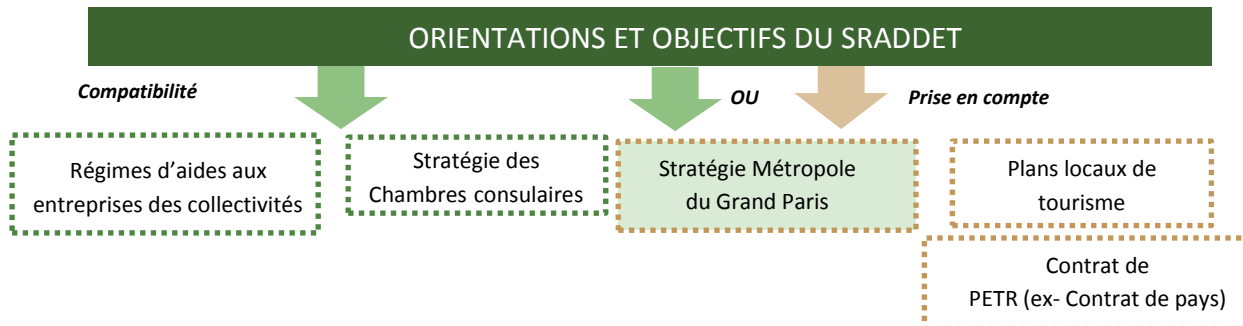 ORIENTATIONS ET OBJECTIFS DU SRADDET
Compatibilité
OU
Prise en compte
Régimes d'aides aux
entreprises des collectivités
Stratégie des
Chambres consulaires
Stratégie Métropole
du Grand Paris
Plans locaux de
tourisme
Contrat de
PETR (ex- Contrat de pays)